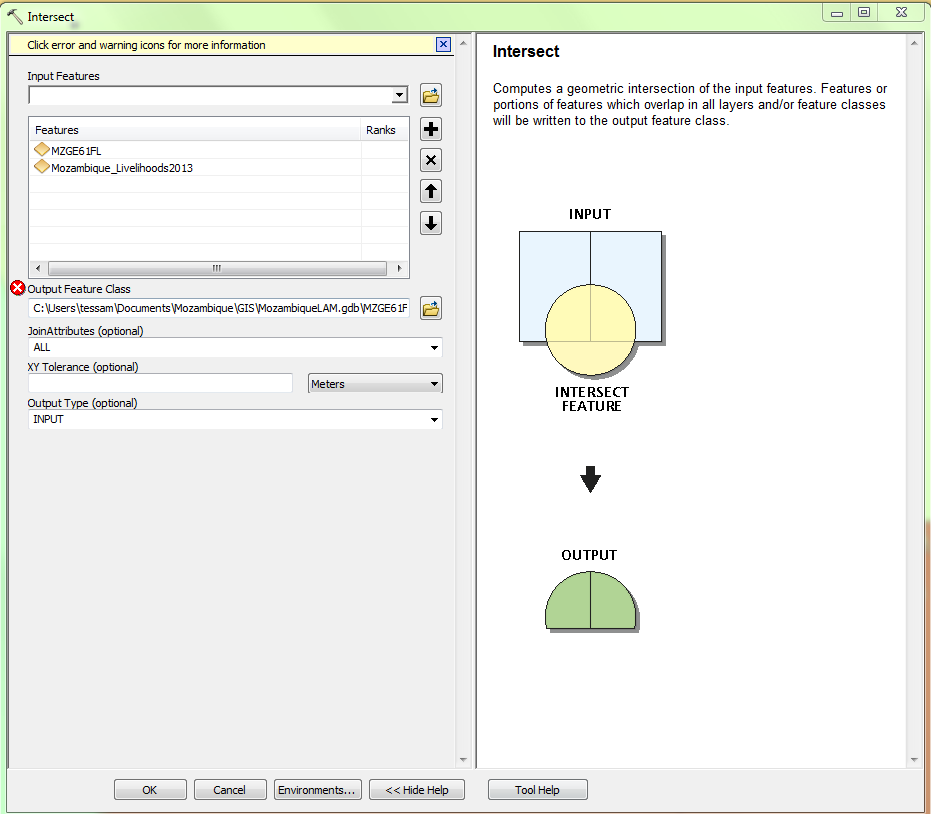 Intersect
Click error and warning icons for more information
Input Features
Features Ranks
MZGE61FL
Mozambique_Livelihoods2013
Output Feature Class
C:\Users\tessam\Documents\Mozambique\GIS\MozambiqueLAM.gdb\MZGE61F
JoinAttributes (optional)
ALL
XY Tolerance (optional)
Meters
Output Type (optional)
INPUT
OK Cancel Environments... << Hide Help Tool Help
Intersect
Computes a geometric intersection of the input features. Features or
portions of features which overlap in all layers and/or feature classes
will be written to the output feature class.
INPUT
INTERSECT
FEATURE
OUTPUT